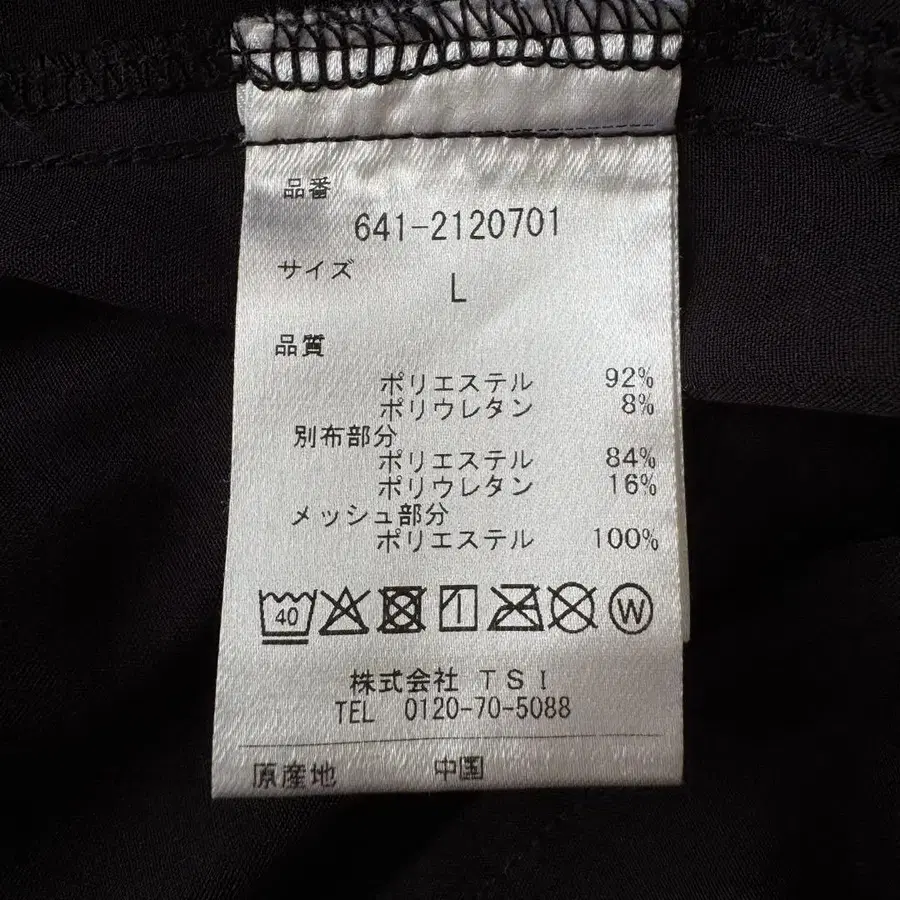 品番
641-2120701
サイズ
L
品質
ポリエステル 92%
ポリウレタン 8%
別布部分
ポリエステル 84%
ポリウレタン 16%
メッシュ部分
ポリエステル 100%
40 W
株式会社 TSI
TEL 0120-70-5088
原産地 中国